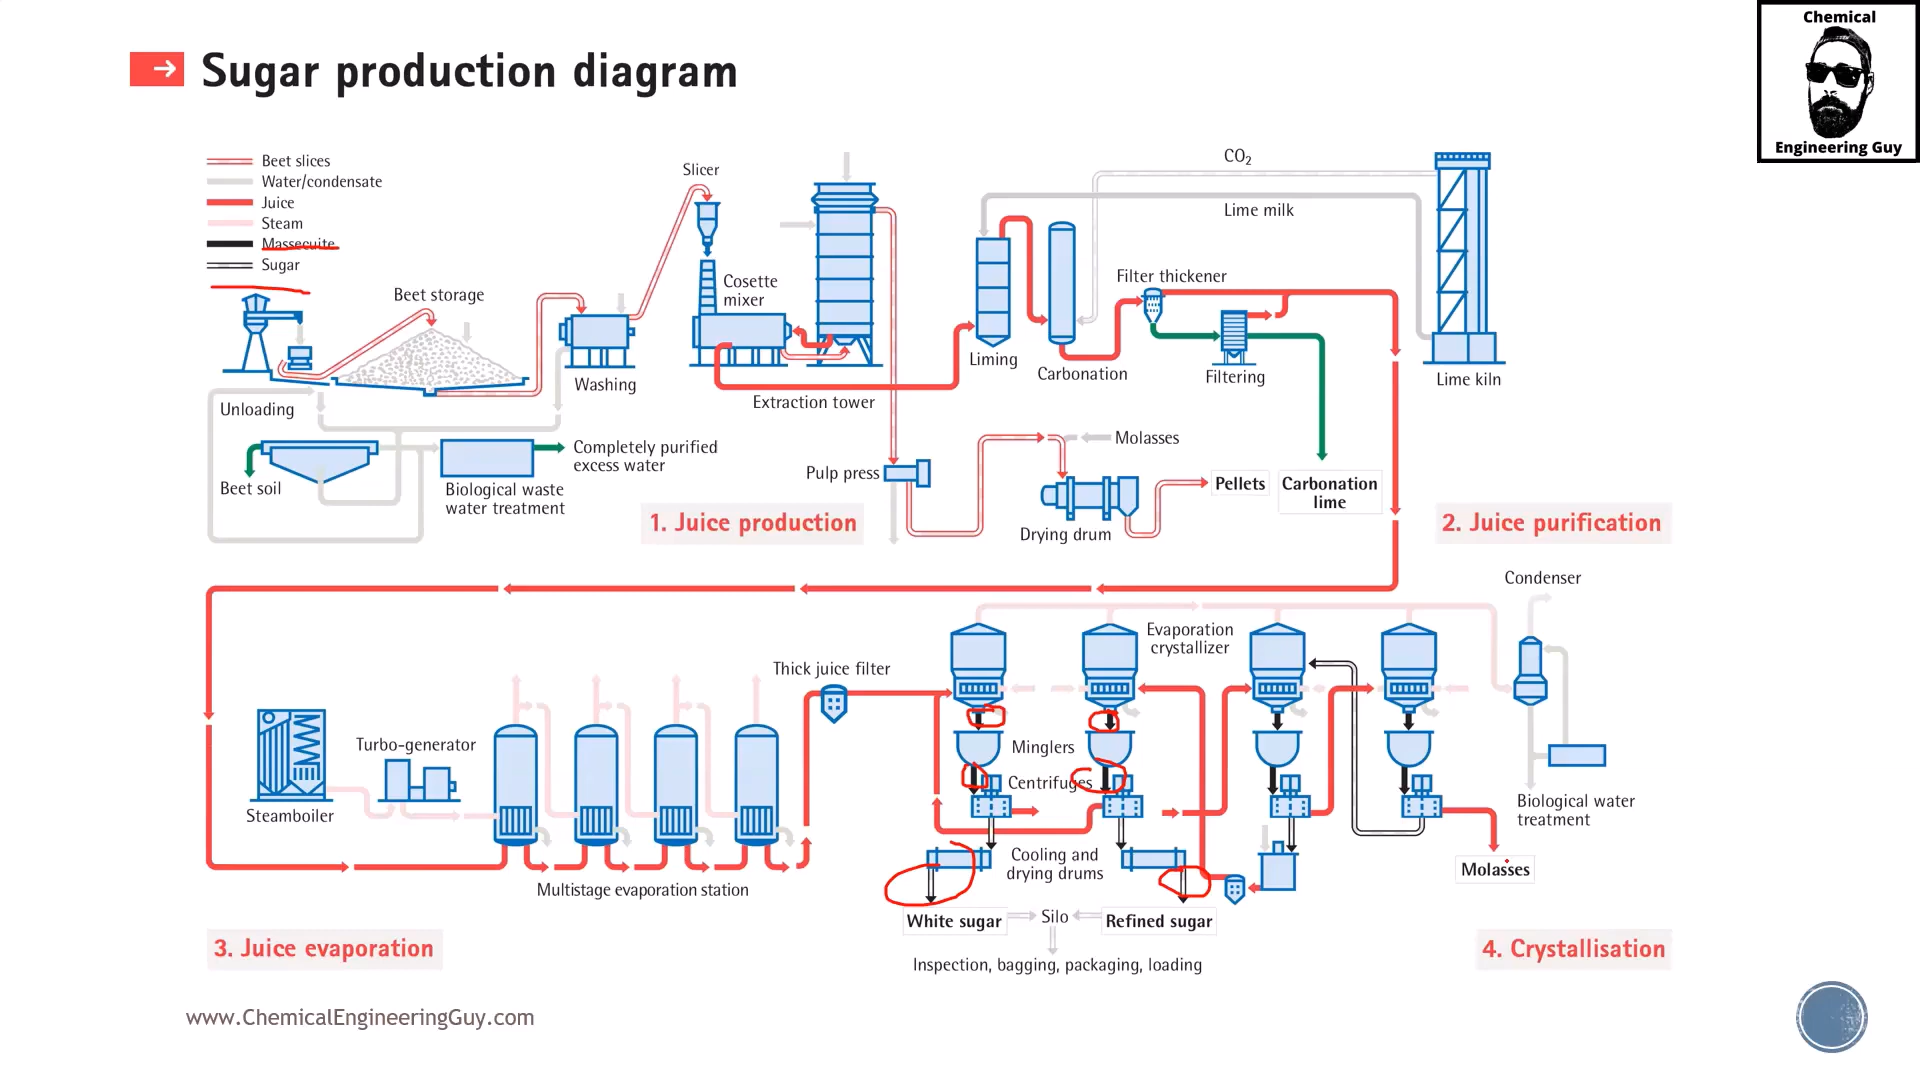 Chemical
Engineering Guy
Sugar production diagram
Beet slices
Water/condensate
Juice
Steam
Massecuite
Sugar
Slicer
Cosette
mixer
Beet storage
Washing
Unloading
Extraction tower
CO2
Lime milk
Filter thickener
Liming
Carbonation
Filtering
Lime kiln
Beet soil
Biological waste
water treatment
Completely purified
excess water
Pulp press
Molasses
Drying drum
Pellets
Carbonation
lime
1. Juice production
2. Juice purification
Condenser
Evaporation
crystallizer
Thick juice filter
Turbo-generator
Steamboiler
Multistage evaporation station
Minglers
Centrifuges
Cooling and
drying drums
Biological water
treatment
Molasses
White sugar
Silo
Refined sugar
Inspection, bagging, packaging, loading
3. Juice evaporation
4. Crystallisation
www.ChemicalEngineeringGuy.com